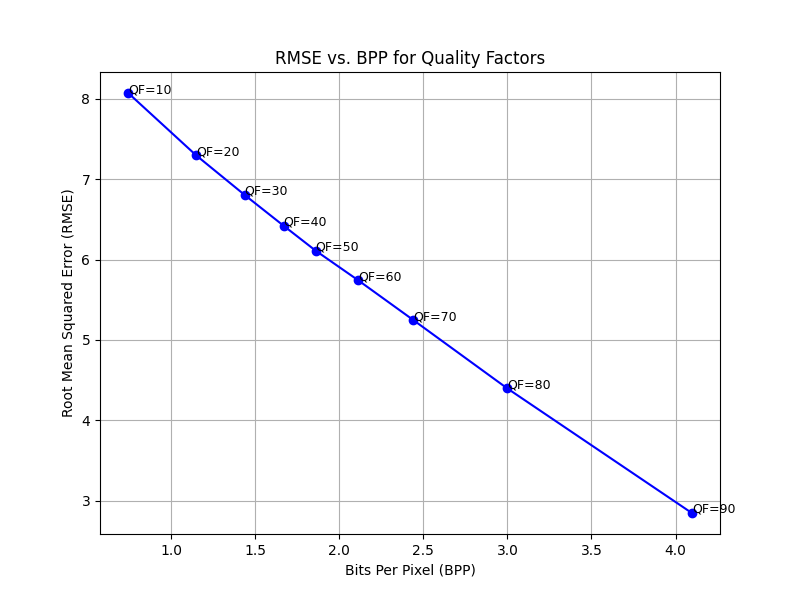 RMSE vs. BPP for Quality Factors
Root Mean Squared Error (RMSE)
8
7
6
5
4
3
QF=10
QF=20
QF=30
QF=40
QF=50
QF=60
QF=70
QF=80
QF=90
1.0 1.5 2.0 2.5 3.0 3.5 4.0
Bits Per Pixel (BPP)